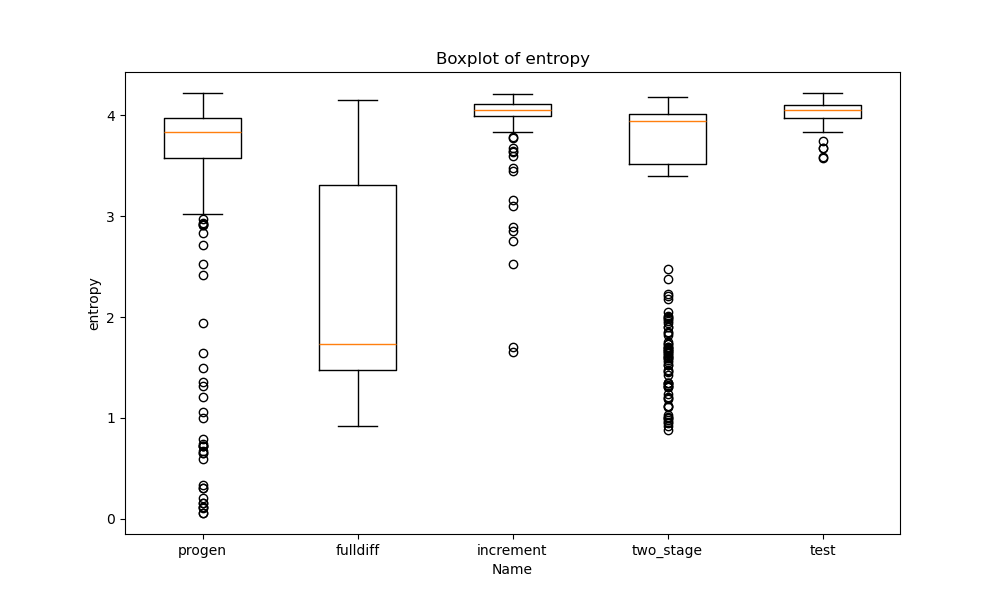 Boxplot of entropy
entropy
4
3
2
1
0
progen fulldiff increment two_stage test
Name